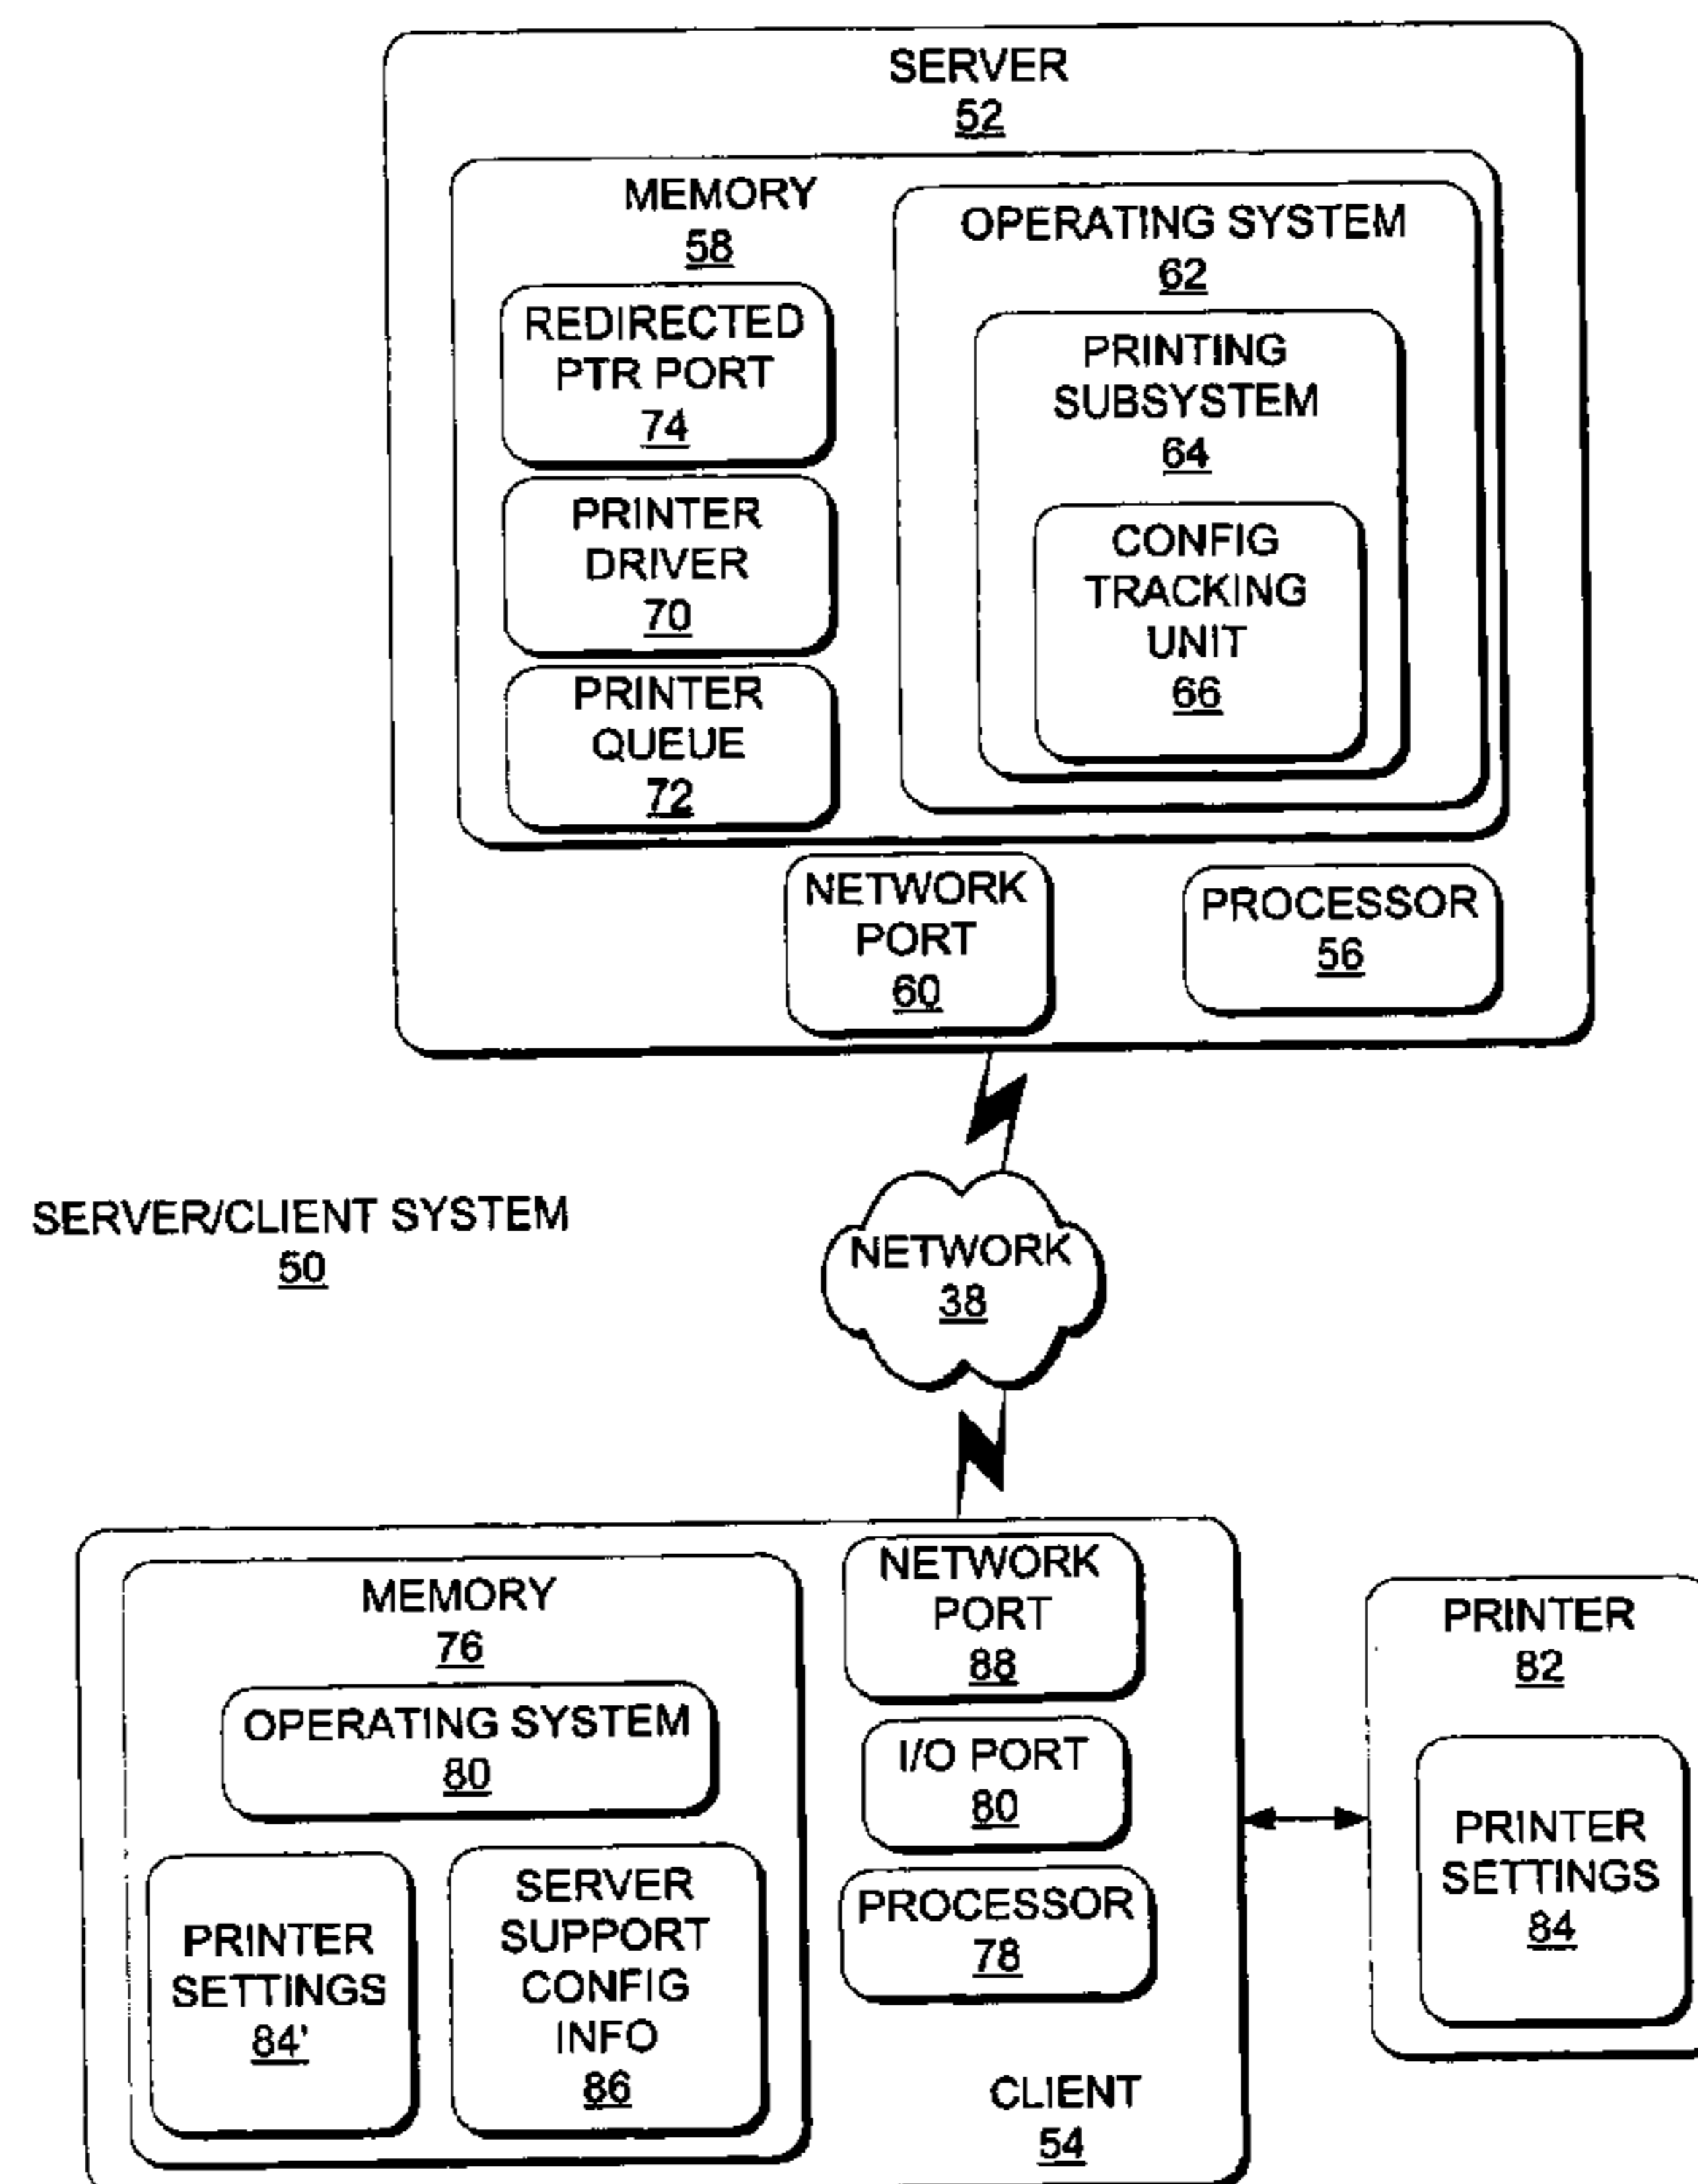 SERVER
52
MEMORY
58
REDIRECTED
PTR PORT
74
PRINTER
DRIVER
70
PRINTER
QUEUE
72
OPERATING SYSTEM
62
PRINTING
SUBSYSTEM
64
CONFIG
TRACKING
UNIT
66
NETWORK
PORT
60
PROCESSOR
56
SERVER/CLIENT SYSTEM
50
NETWORK
38
MEMORY
76
OPERATING SYSTEM
80
PRINTER
SETTINGS
84'
SERVER
SUPPORT
CONFIG
INFO
86
NETWORK
PORT
88
I/O PORT
80
PROCESSOR
78
CLIENT
54
PRINTER
82
PRINTER
SETTINGS
84